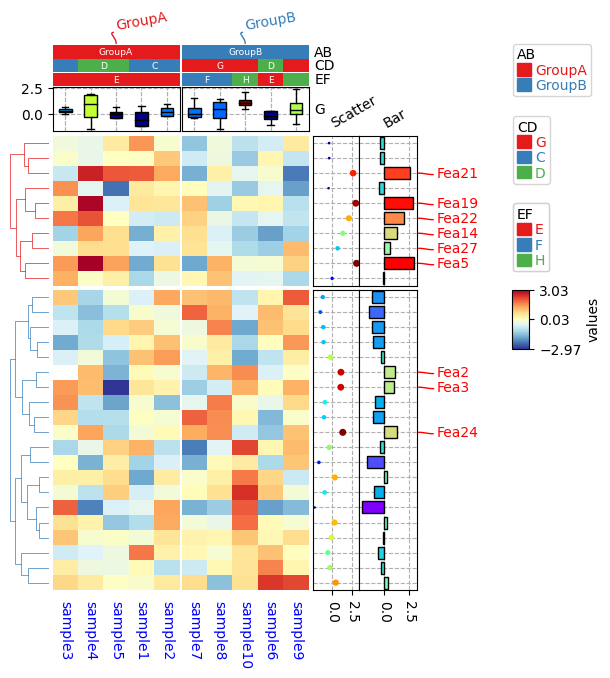 GroupA GroupB
GroupA GroupB AB
D C G D CD
E F H E EF
2.5
0.0
G
Scatter Bar
Fea21
Fea19
Fea22
Fea14
Fea27
Fea5
Fea2
Fea3
Fea24
0.0 2.5 0.0 2.5
sample3 sample4 sample5 sample1 sample2 sample7 sample8 sample10 sample6 sample9
AB
GroupA
GroupB
CD
G
C
D
EF
E
F
H
3.03
0.03
−2.97
values